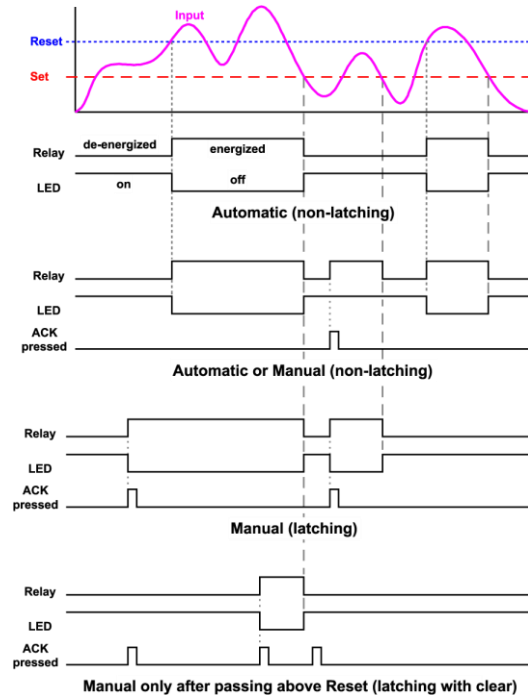 Input
Reset
Set
de-energized energized
Relay
LED
on off
Automatic (non-latching)
Relay
LED
ACK
pressed
Automatic or Manual (non-latching)
Relay
LED
ACK
pressed
Manual (latching)
Relay
LED
ACK
pressed
Manual only after passing above Reset (latching with clear)